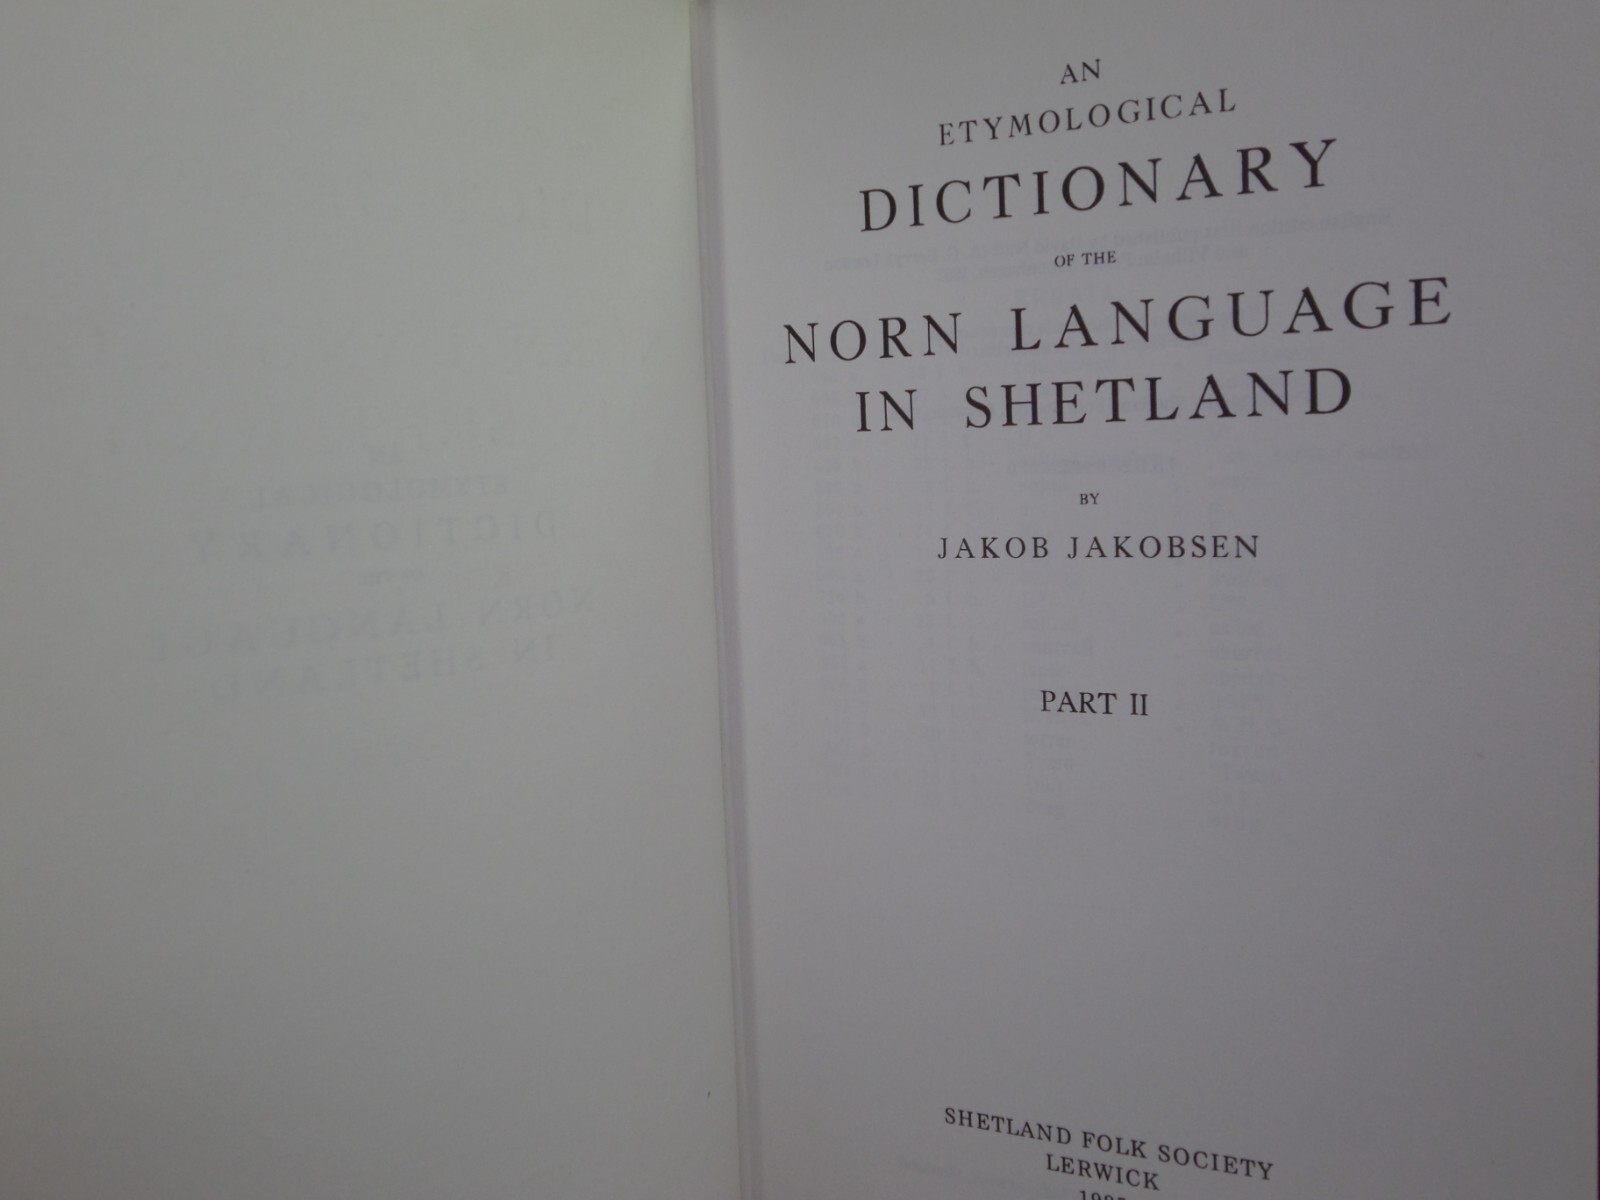 AN
ETYMOLOGICAL
DICTIONARY
OF THE
NORN LANGUAGE
IN SHETLAND
BY
JAKOB JAKOBSEN
PART II
SHETLAND FOLK SOCIETY
LERWICK